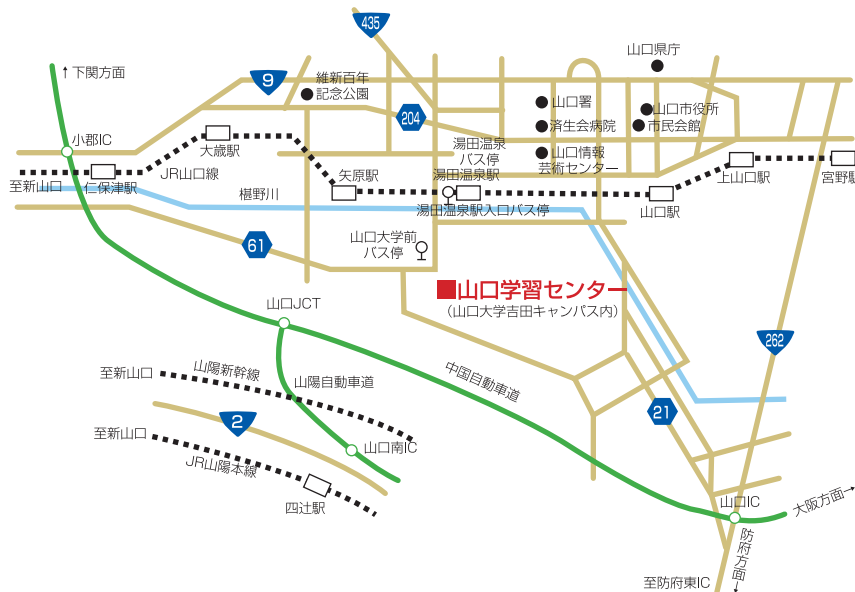 435
山口県庁
↑下関方面
9
維新百年
記念公園
山口署
山口市役所
204
済生会病院
市民会館
小郡IC
大歳駅
湯田温泉
バス停
湯田温泉駅
山口情報
芸術センター
上山口駅
宮野駅
JR山口線
矢原駅
至新山口
仁保津駅
椹野川
湯田温泉駅入口バス停
山口駅
61
山口大学前
バス停
■山口学習センター
(山口大学吉田キャンパス内)
山口JCT
262
至新山口
山陽新幹線
山陽自動車道
中国自動車道
2
21
至新山口
山口南IC
JR山陽本線
四辻駅
山口IC
大阪方面→
防府方面→
至防府東IC